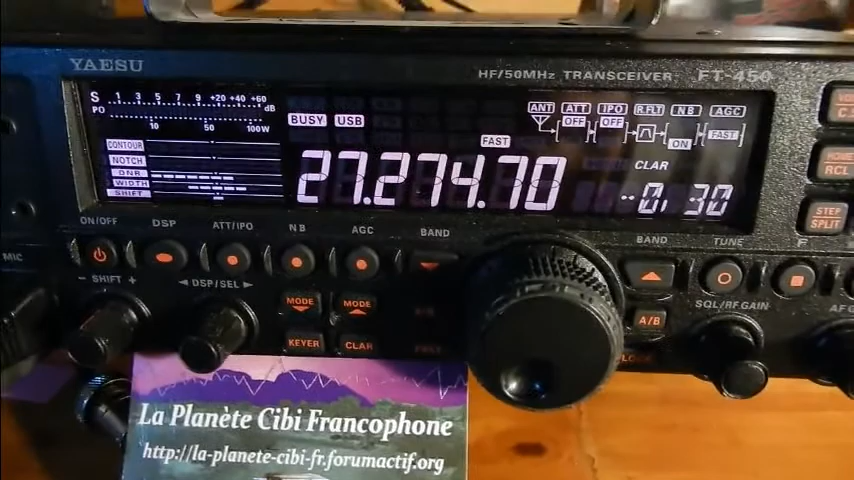 YAESU
HF/50MHz TRANSCEIVER FT-450
S 1 3 5 7 9 +20 +40 +60 dB
PO 10 50 100W
BUSY USB
ANT ATT IPO R.FLT NB AGC
OFF OFF ON FAST
FAST
CONTOUR
NOTCH
DNR
WIDTH
SHIFT
27.274.70
CLAR
-0.30
HOME
RCL
STEP
SPLIT
ON/OFF DSP ATT/IPO NB AGC BAND BAND TUNE F
MIC
- SHIFT + ◄DSP/SEL►
MODE MODE
KEYER CLAR
A/B
SQL/RF.GAIN
La Planète Cibi Francophone
http://la-planete-cibi-fr.forumactif.org/